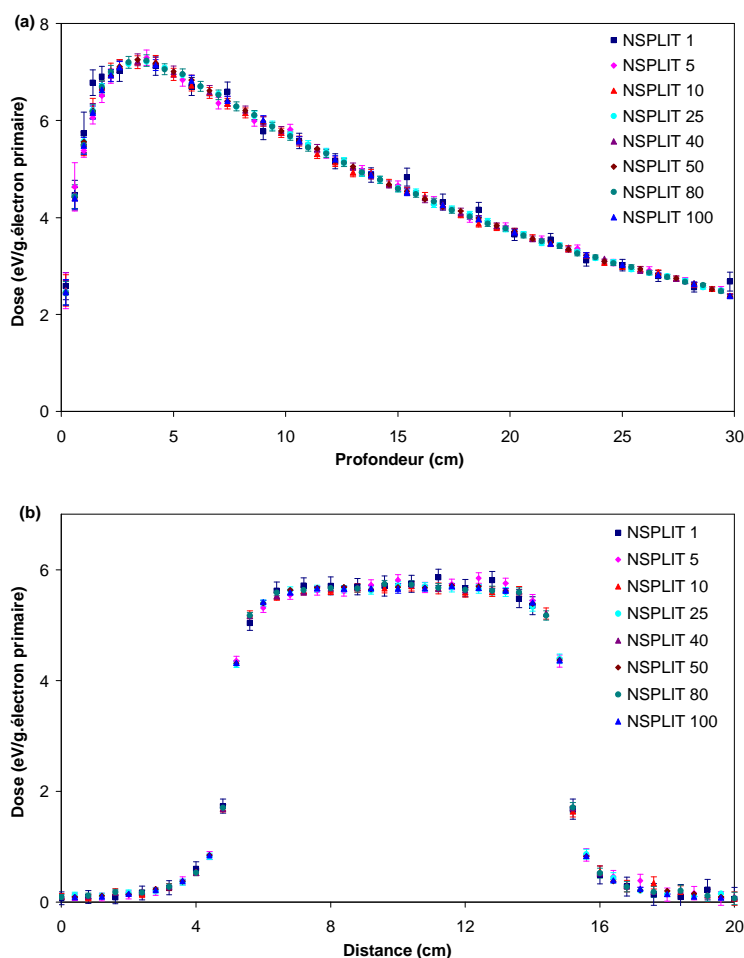 (a)
8
6
4
2
0
Dose (eV/g.électron primaire)
NSPLIT 1
NSPLIT 5
NSPLIT 10
NSPLIT 25
NSPLIT 40
NSPLIT 50
NSPLIT 80
NSPLIT 100
0 5 10 15 20 25 30
Profondeur (cm)
(b)
8
6
4
2
0
Dose (eV/g.électron primaire)
NSPLIT 1
NSPLIT 5
NSPLIT 10
NSPLIT 25
NSPLIT 40
NSPLIT 50
NSPLIT 80
NSPLIT 100
0 4 8 12 16 20
Distance (cm)